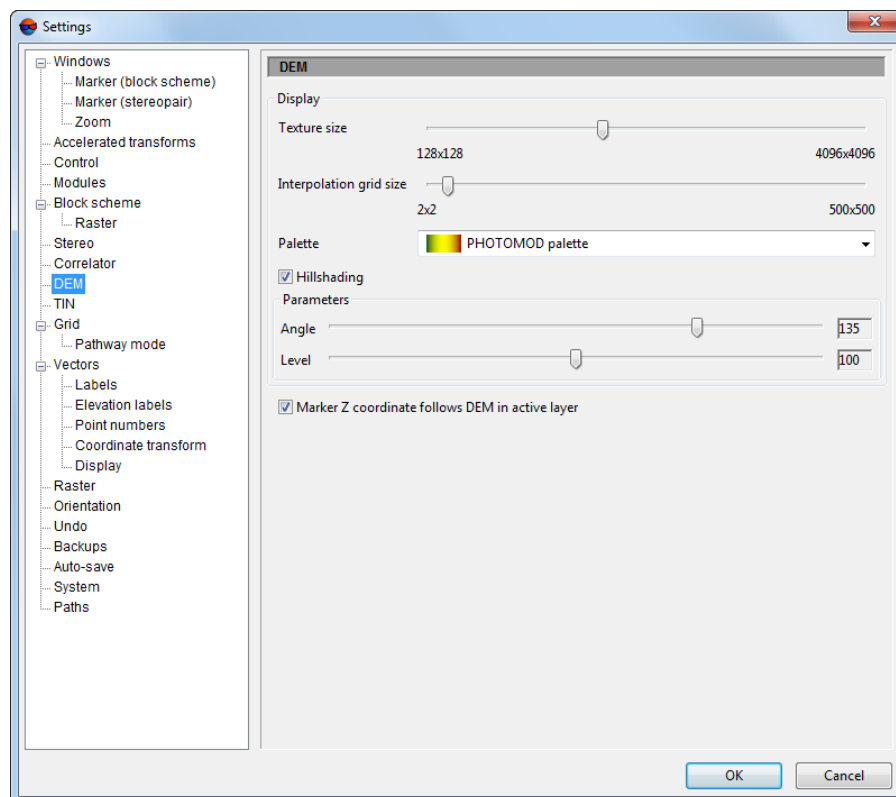 Settings
Windows
Marker (block scheme)
Marker (stereopair)
Zoom
Accelerated transforms
Control
Modules
Block scheme
Raster
Stereo
Correlator
DEM
TIN
Grid
Pathway mode
Vectors
Labels
Elevation labels
Point numbers
Coordinate transform
Display
Raster
Orientation
Undo
Backups
Auto-save
System
Paths
DEM
Display
Texture size
128x128 4096x4096
Interpolation grid size
2x2 500x500
Palette PHOTOMOD palette
Hillshading
Parameters
Angle 135
Level 100
Marker Z coordinate follows DEM in active layer
OK Cancel